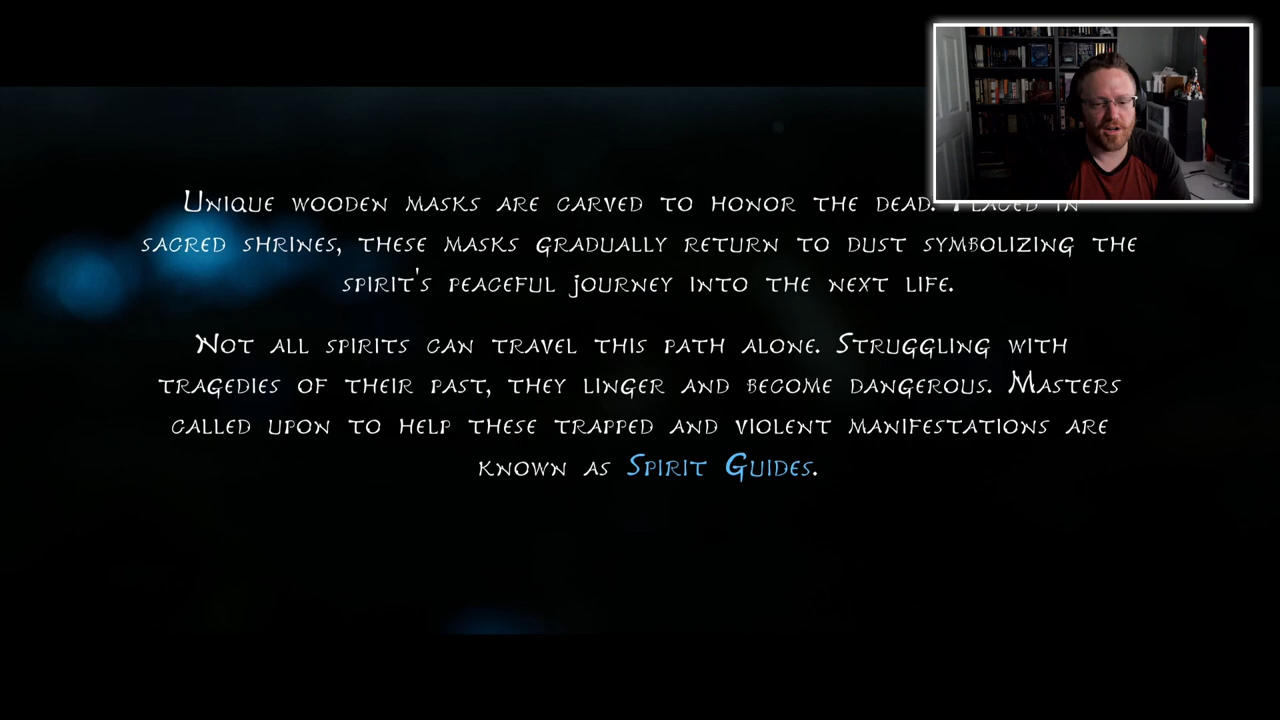 Unique wooden masks are carved to honor the dead. Placed in
sacred shrines, these masks gradually return to dust symbolizing the
spirit's peaceful journey into the next life.
Not all spirits can travel this path alone. Struggling with
tragedies of their past, they linger and become dangerous. Masters
called upon to help these trapped and violent manifestations are
known as Spirit Guides.